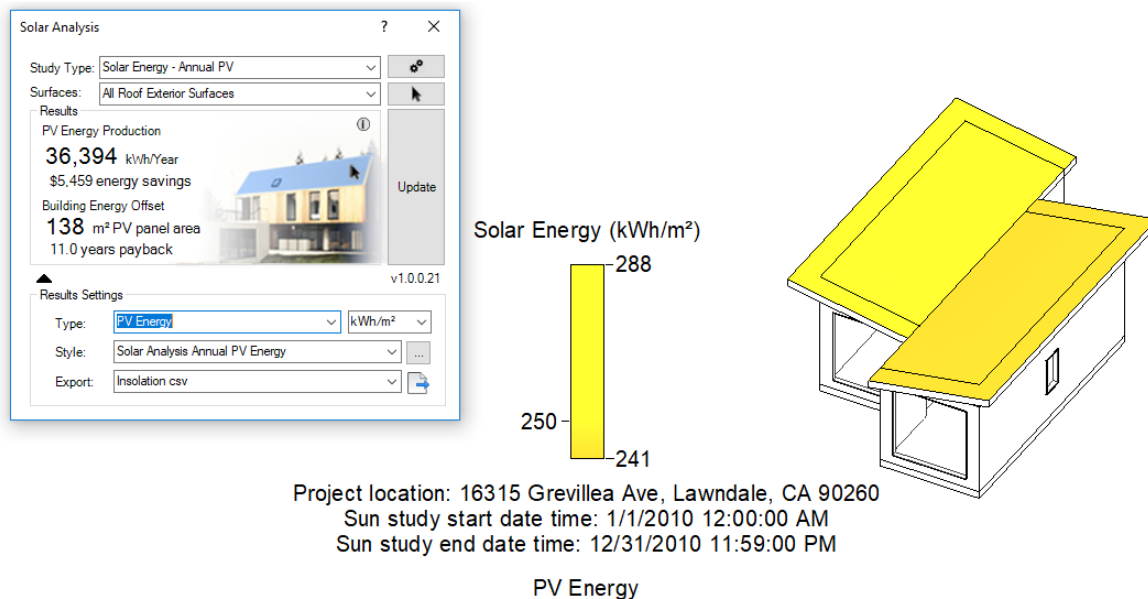 Solar Analysis
?
Study Type: Solar Energy - Annual PV
Surfaces: All Roof Exterior Surfaces
Results
PV Energy Production
36,394 kWh/Year
$5,459 energy savings
Building Energy Offset
138 m² PV panel area
11.0 years payback
Update
v1.0.0.21
Results Settings
Type: PV Energy kWh/m²
Style: Solar Analysis Annual PV Energy ...
Export: Insolation csv
Solar Energy (kWh/m²)
288
250
241
Project location: 16315 Grevillea Ave, Lawndale, CA 90260
Sun study start date time: 1/1/2010 12:00:00 AM
Sun study end date time: 12/31/2010 11:59:00 PM
PV Energy